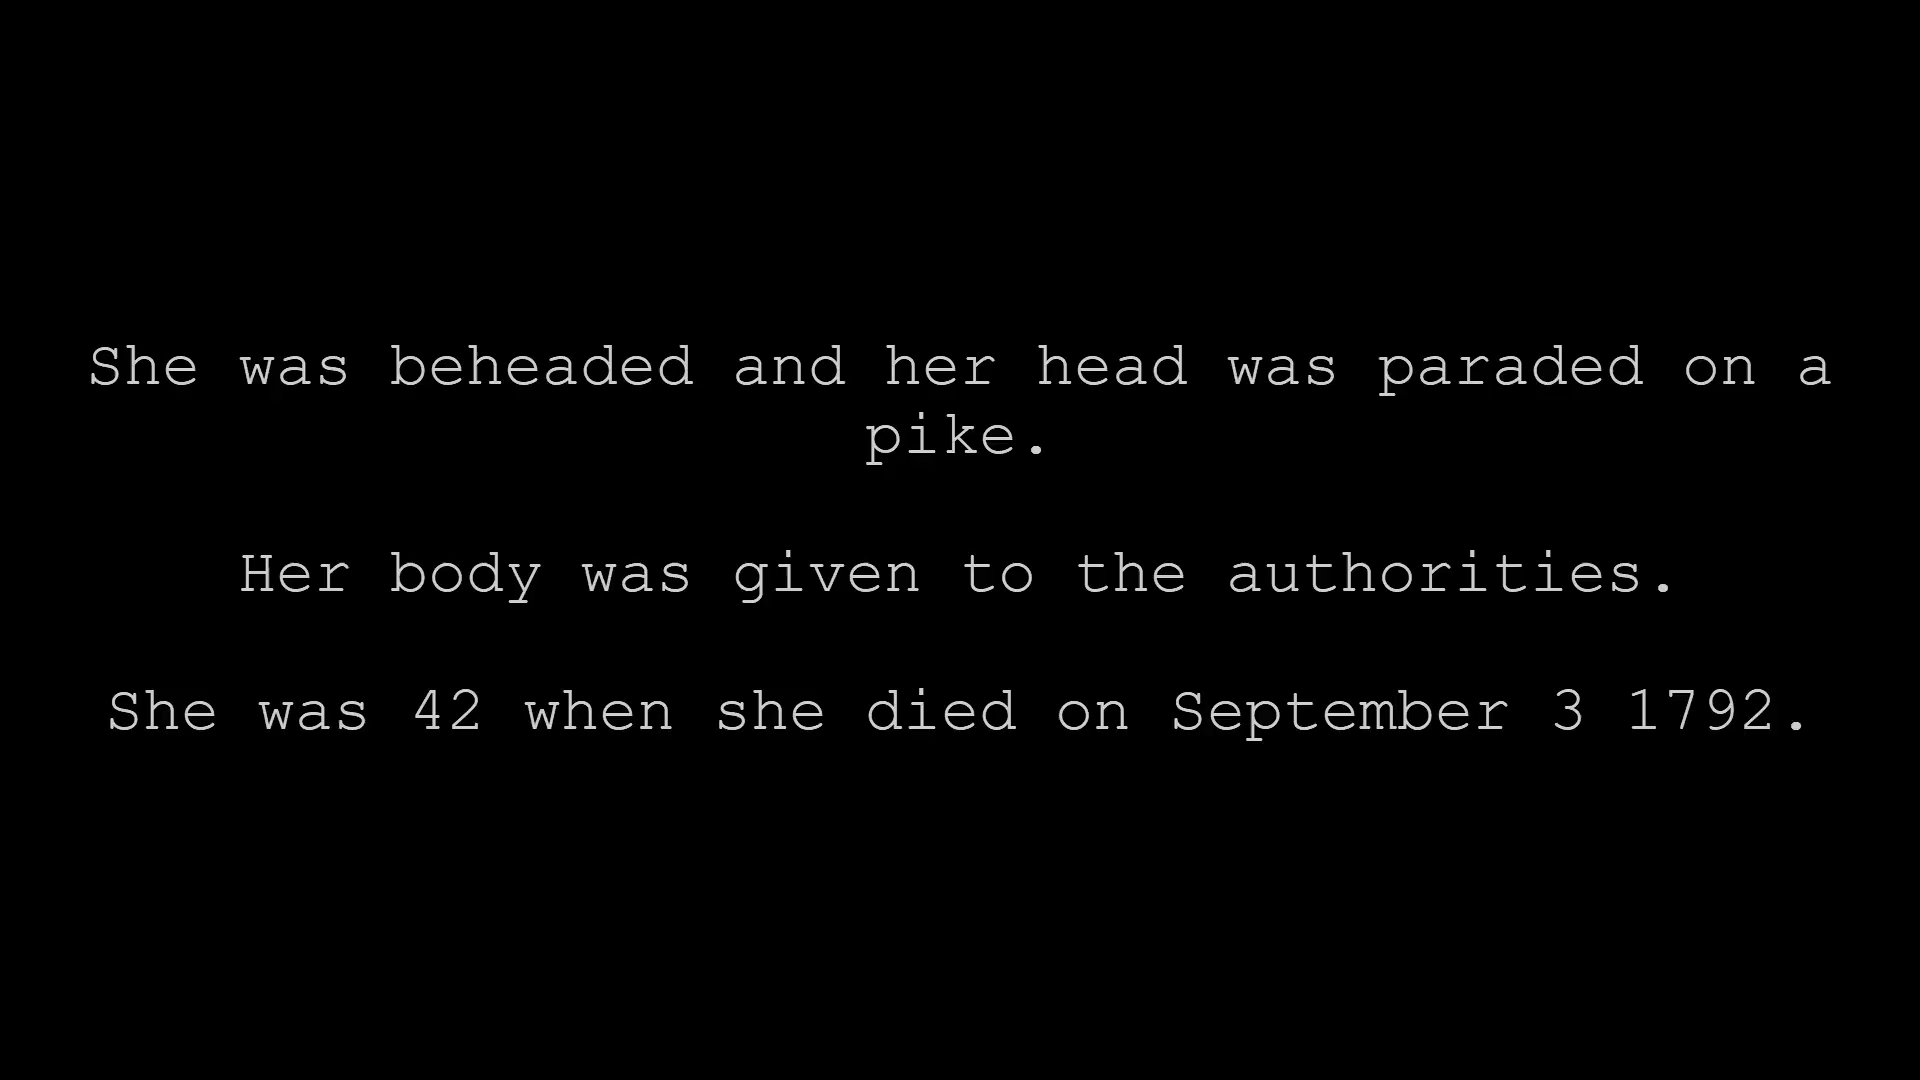 She was beheaded and her head was paraded on a
pike.
Her body was given to the authorities.
She was 42 when she died on September 3 1792.